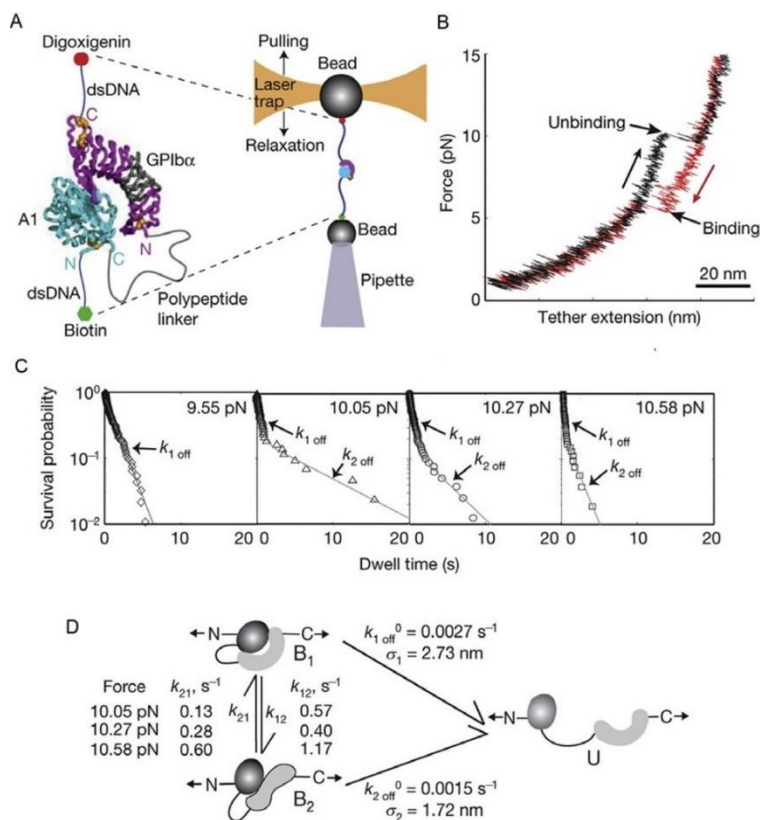 A
Digoxigenin
dsDNA
C
GPIbα
A1
N
C
N
dsDNA
Biotin
Polypeptide
linker
Pulling
Bead
Laser
trap
Relaxation
Bead
Pipette
B
Force (pN)
15
10
5
0
Unbinding
Binding
20 nm
Tether extension (nm)
C
Survival probability
10⁰
10⁻¹
10⁻²
9.55 pN
k1 off
10.05 pN
k1 off
k2 off
10.27 pN
k1 off
k2 off
10.58 pN
k1 off
k2 off
0 10 20 0 10 20 0 10 20 0 10 20
Dwell time (s)
D
N C
B1
Force k21, s⁻¹ k12, s⁻¹
10.05 pN 0.13 k21 k12 0.57
10.27 pN 0.28 0.40
10.58 pN 0.60 1.17
N C
B2
k1 off⁰ = 0.0027 s⁻¹
σ1 = 2.73 nm
N C
U
k2 off⁰ = 0.0015 s⁻¹
σ2 = 1.72 nm